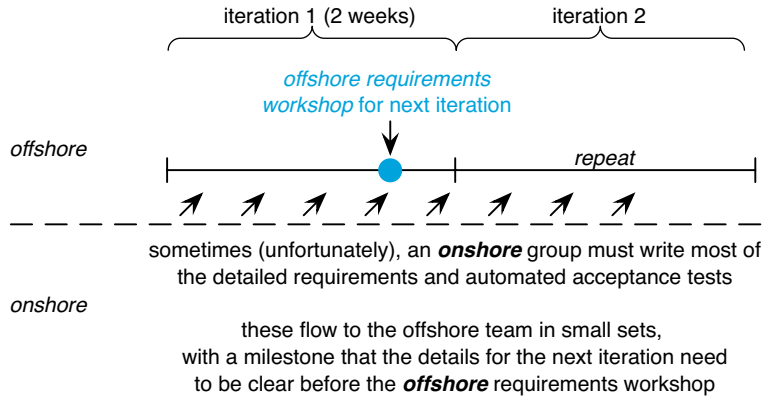 iteration 1 (2 weeks)
iteration 2
offshore requirements
workshop for next iteration
offshore
repeat
sometimes (unfortunately), an onshore group must write most of
the detailed requirements and automated acceptance tests
onshore
these flow to the offshore team in small sets,
with a milestone that the details for the next iteration need
to be clear before the offshore requirements workshop